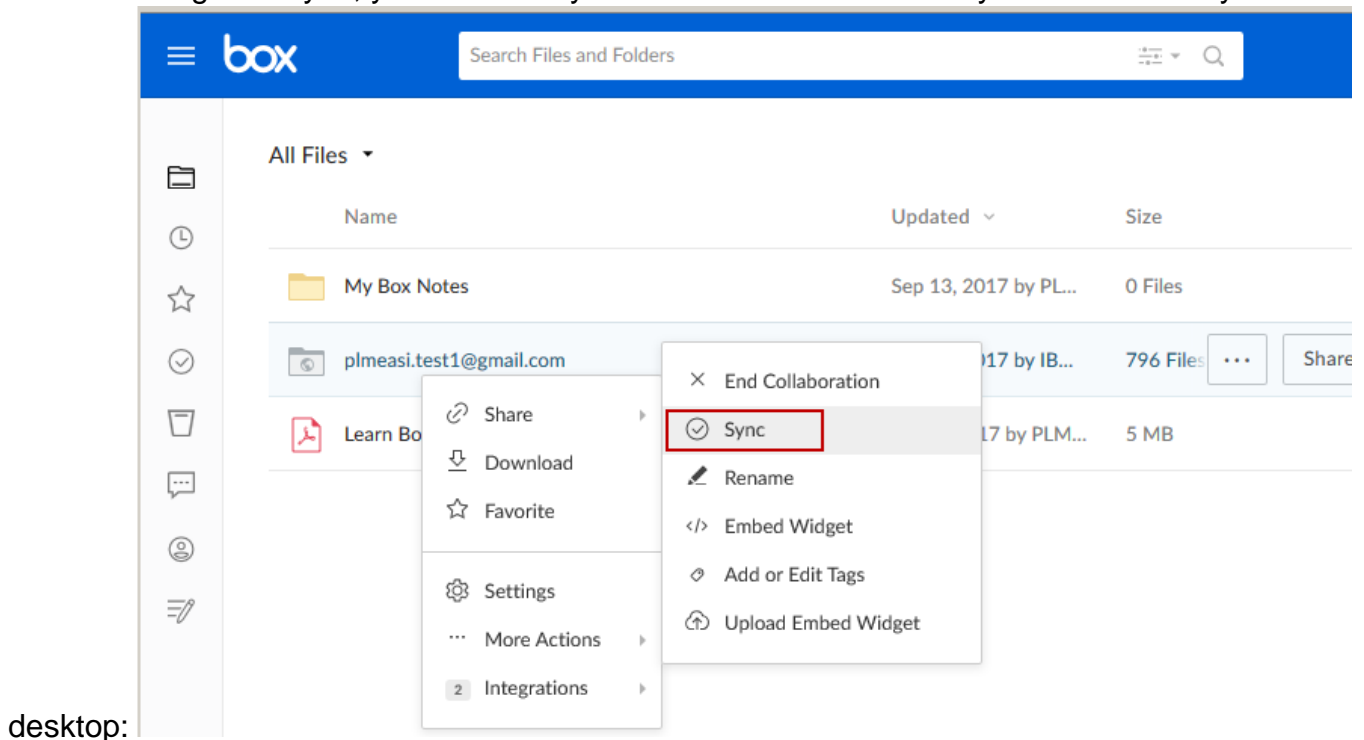 box
Search Files and Folders
All Files
Name Updated Size
My Box Notes Sep 13, 2017 by PL... 0 Files
plmeasi.test1@gmail.com 017 by IB... 796 Files ... Share
Learn Bo 17 by PLM... 5 MB
Share
Download
Favorite
Settings
More Actions
2 Integrations
End Collaboration
Sync
Rename
</> Embed Widget
Add or Edit Tags
Upload Embed Widget
desktop: